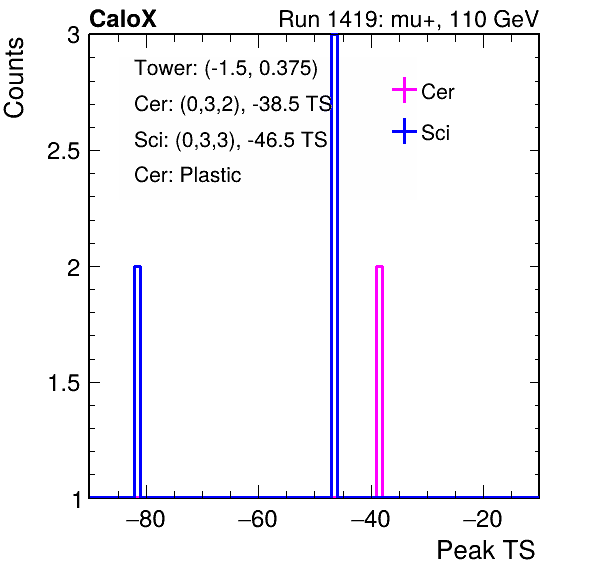 CaloX Run 1419: mu+, 110 GeV
Counts
3
2.5
2
1.5
1
Tower: (-1.5, 0.375)
Cer: (0,3,2), -38.5 TS
Sci: (0,3,3), -46.5 TS
Cer: Plastic
Cer
Sci
−80 −60 −40 −20
Peak TS